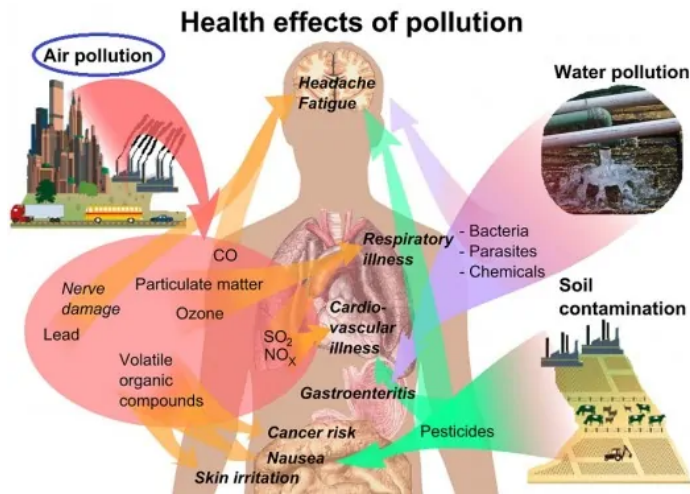 Health effects of pollution
Air pollution
Headache
Fatigue
Water pollution
- Bacteria
- Parasites
- Chemicals
Respiratory
illness
CO
Particulate matter
Nerve
damage
Ozone
Lead
SO2
NOX
Cardio-
vascular
illness
Soil
contamination
Volatile
organic
compounds
Gastroenteritis
Cancer risk
Pesticides
Nausea
Skin irritation